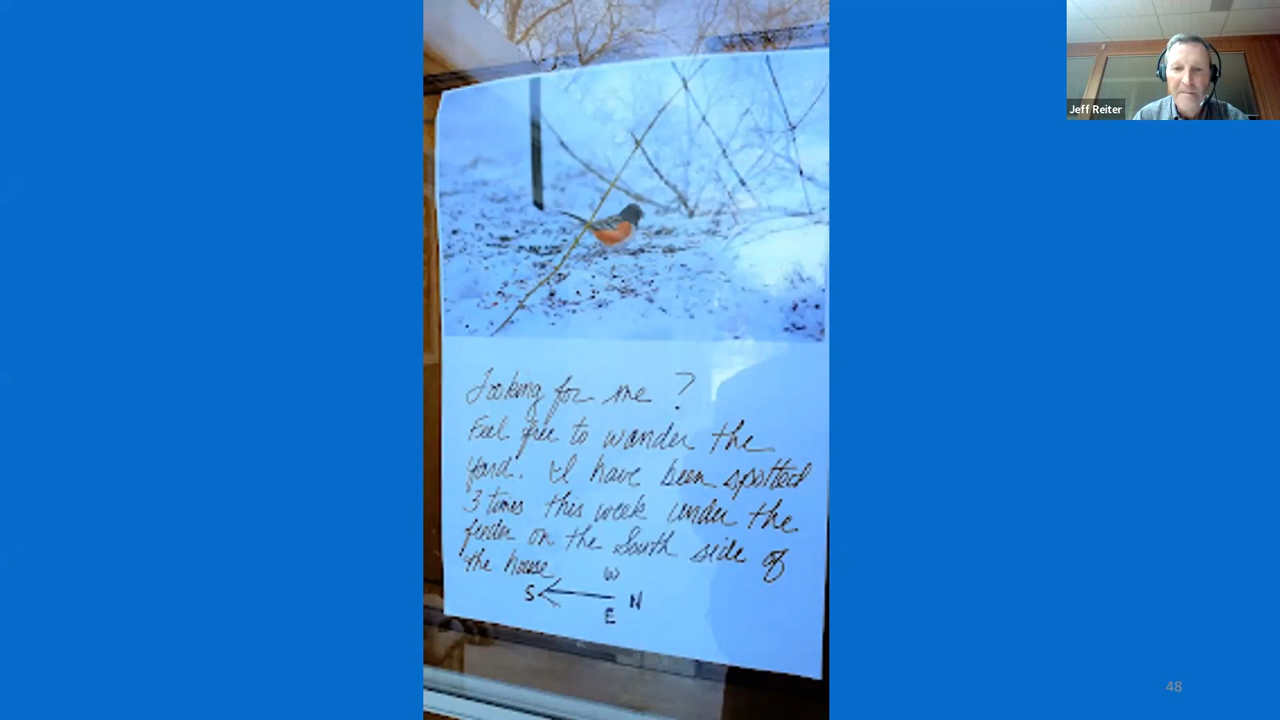 Jeff Reiter
Looking for me?
Feel free to wander the
yard. I have been spotted
3 times this week under the
feeder on the South side of
the house
W
S N
E
48